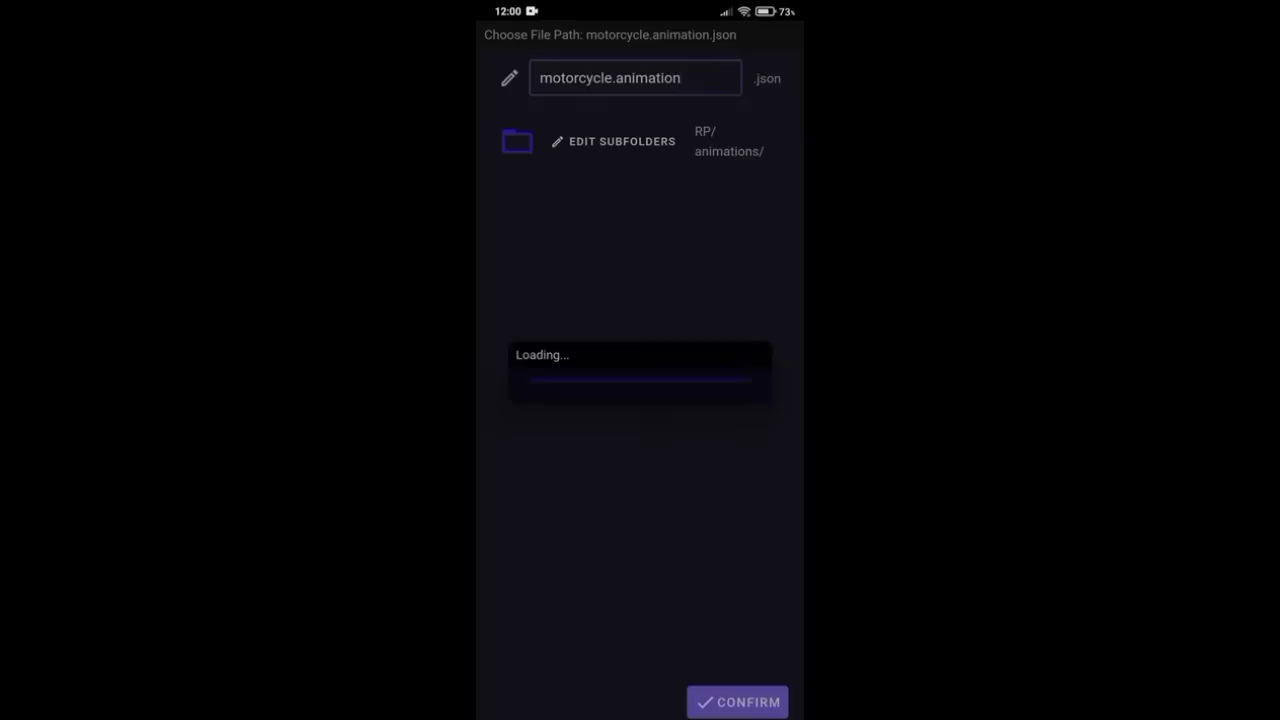 12:00 73%
Choose File Path: motorcycle.animation.json
motorcycle.animation .json
EDIT SUBFOLDERS RP/
animations/
Loading...
CONFIRM